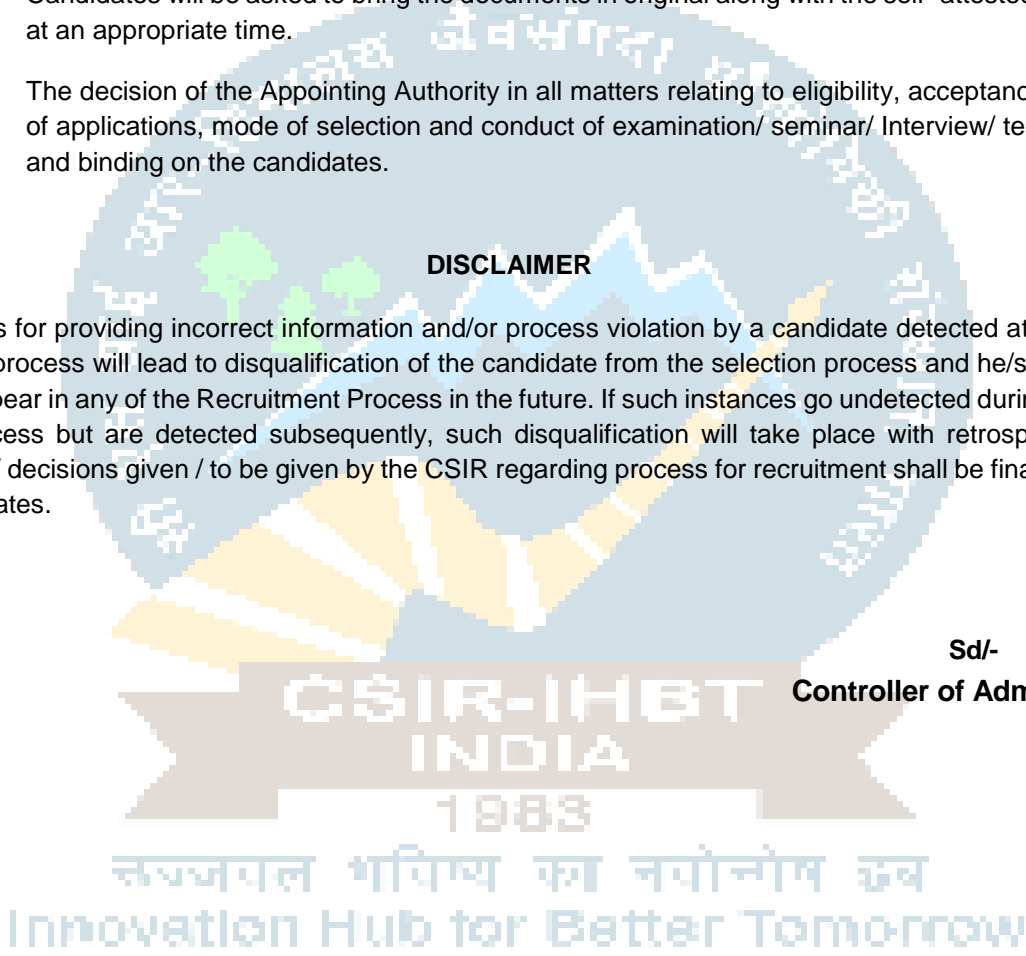 Candidates will be asked to bring the documents in original along with the self- attested
at an appropriate time.
The decision of the Appointing Authority in all matters relating to eligibility, acceptanc
of applications, mode of selection and conduct of examination/ seminar/ Interview/ te
and binding on the candidates.
DISCLAIMER
s for providing incorrect information and/or process violation by a candidate detected at
process will lead to disqualification of the candidate from the selection process and he/s
pear in any of the Recruitment Process in the future. If such instances go undetected duri
cess but are detected subsequently, such disqualification will take place with retrosp
/ decisions given / to be given by the CSIR regarding process for recruitment shall be fina
ates.
Sd/-
Controller of Adm
CSIR-IHBT
INDIA
1983
Innovation Hub for Better Tomorrow